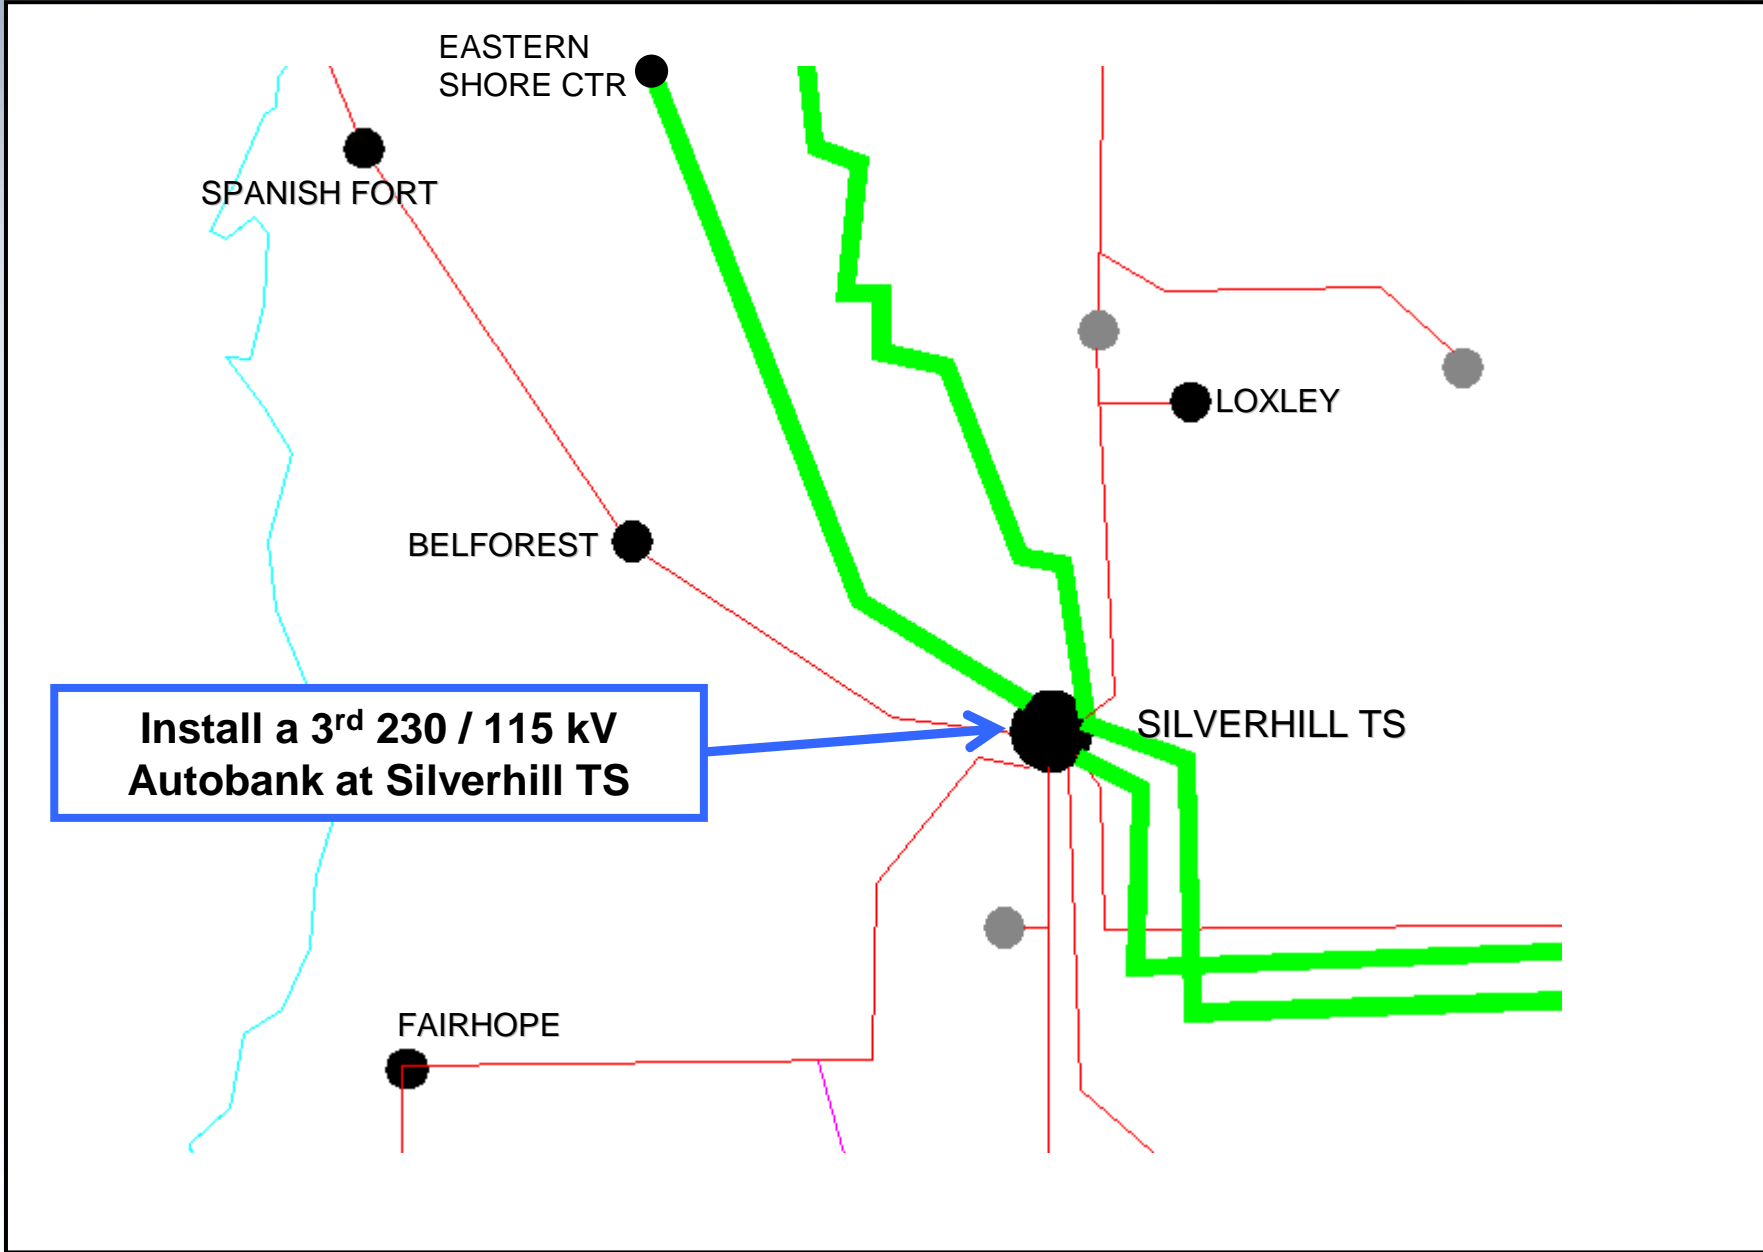 EASTERN
SHORE CTR
SPANISH FORT
LOXLEY
BELFOREST
Install a 3rd 230 / 115 kV
Autobank at Silverhill TS
SILVERHILL TS
FAIRHOPE